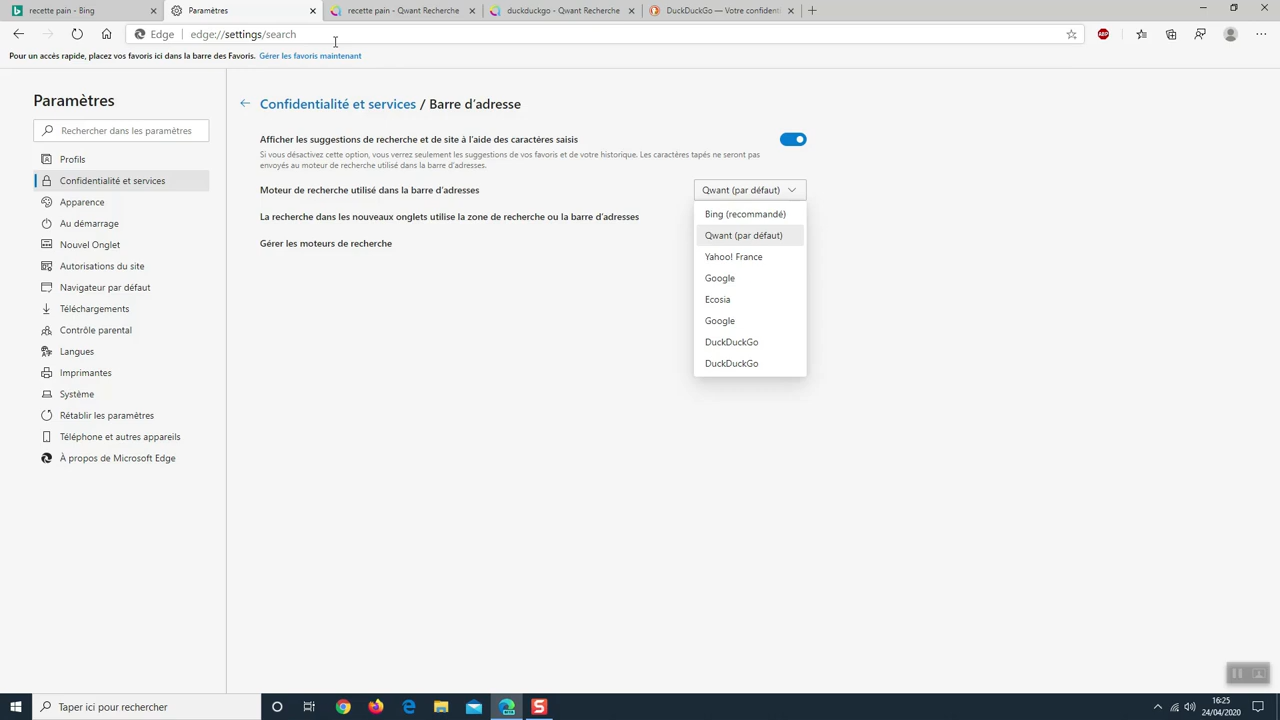 recette pain - Bing
Paramètres
recette pain - Qwant Recherche
duckduckgo - Qwant Recherche
DuckDuckGo — Votre confident
Edge
edge://settings/search
ABP
Pour un accès rapide, placez vos favoris ici dans la barre des Favoris. Gérer les favoris maintenant
Paramètres
Rechercher dans les paramètres
Profils
Confidentialité et services
Apparence
Au démarrage
Nouvel Onglet
Autorisations du site
Navigateur par défaut
Téléchargements
Contrôle parental
Langues
Imprimantes
Système
Rétablir les paramètres
Téléphone et autres appareils
À propos de Microsoft Edge
Confidentialité et services / Barre d’adresse
Afficher les suggestions de recherche et de site à l’aide des caractères saisis
Si vous désactivez cette option, vous verrez seulement les suggestions de vos favoris et de votre historique. Les caractères tapés ne seront pas
envoyés au moteur de recherche utilisé dans la barre d’adresses.
Moteur de recherche utilisé dans la barre d’adresses
Qwant (par défaut)
La recherche dans les nouveaux onglets utilise la zone de recherche ou la barre d’adresses
Gérer les moteurs de recherche
Bing (recommandé)
Qwant (par défaut)
Yahoo! France
Google
Ecosia
Google
DuckDuckGo
DuckDuckGo
Taper ici pour rechercher
16:25
24/04/2020